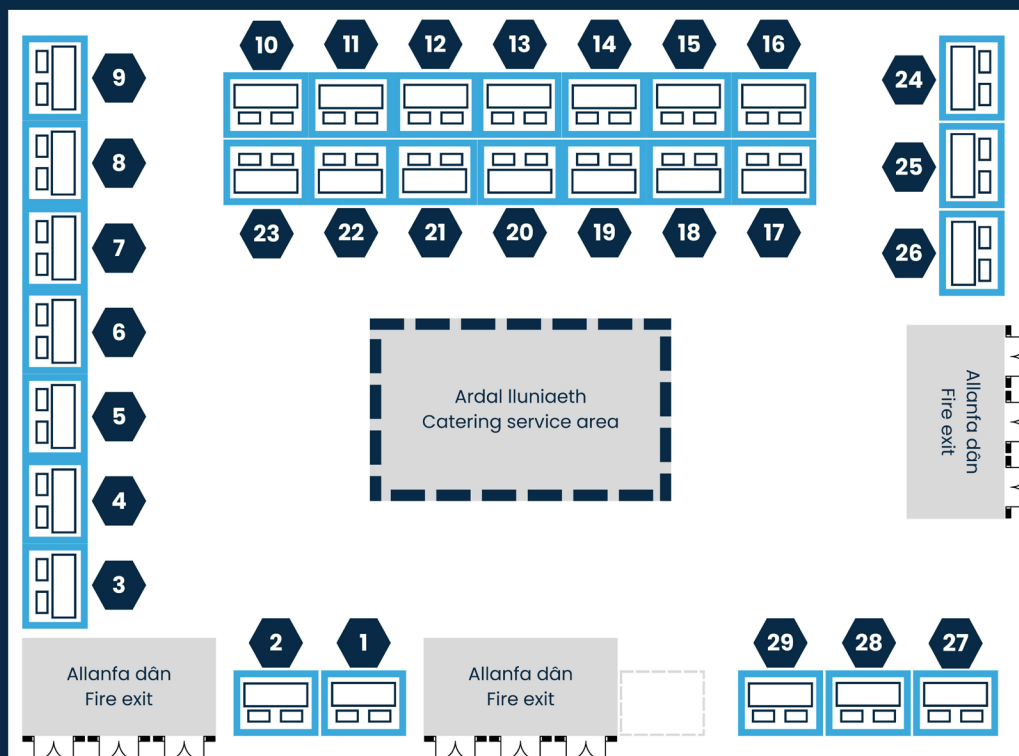 10 11 12 13 14 15 16
9
24
8
25
23 22 21 20 19 18 17
7
26
6
Ardal lluniaeth
Catering service area
Allanfa dân
Fire exit
5
4
3
2 1
29 28 27
Allanfa dân
Fire exit
Allanfa dân
Fire exit